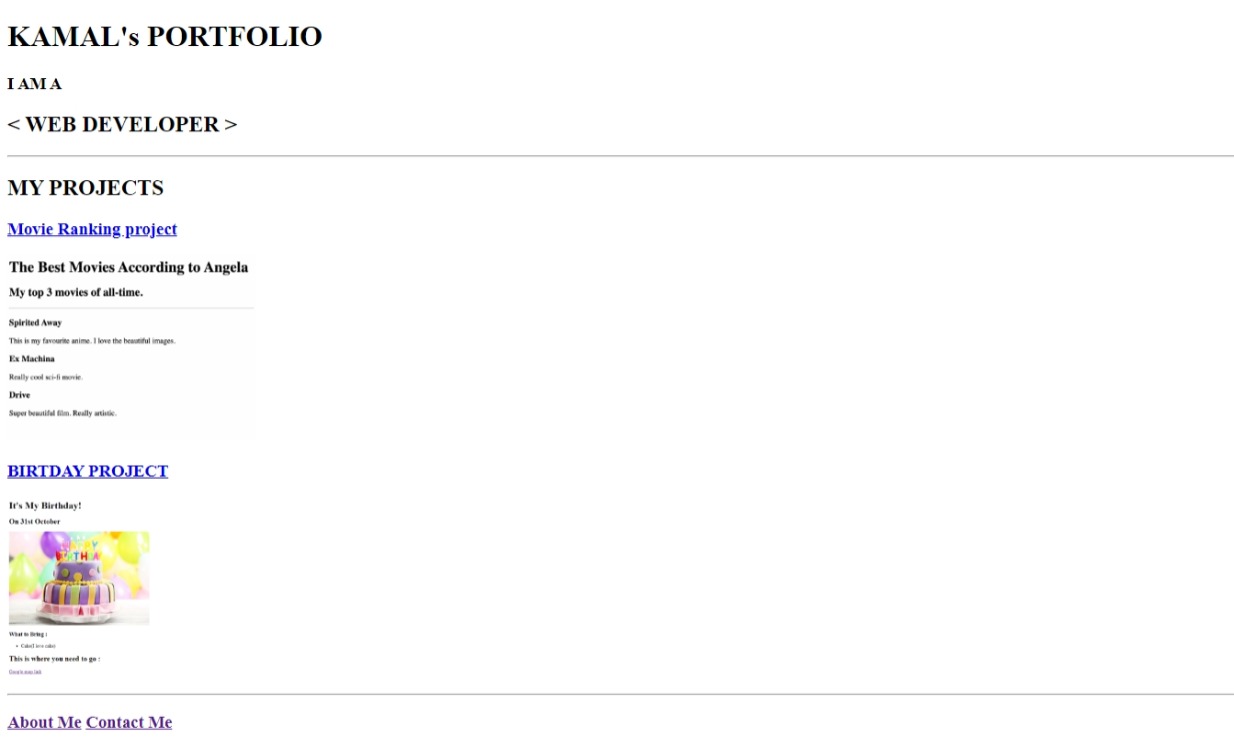 KAMAL's PORTFOLIO
I AM A
< WEB DEVELOPER >
MY PROJECTS
Movie Ranking project
The Best Movies According to Angela
My top 3 movies of all-time.
Spirited Away
This is my favourite anime. I love the beautiful images.
Ex Machina
Really cool sci-fi movie.
Drive
Super beautiful film. Really artistic.
BIRTDAY PROJECT
It's My Birthday!
On 31st October
What to Bring :
This is where you need to go :
Google map link
About Me Contact Me